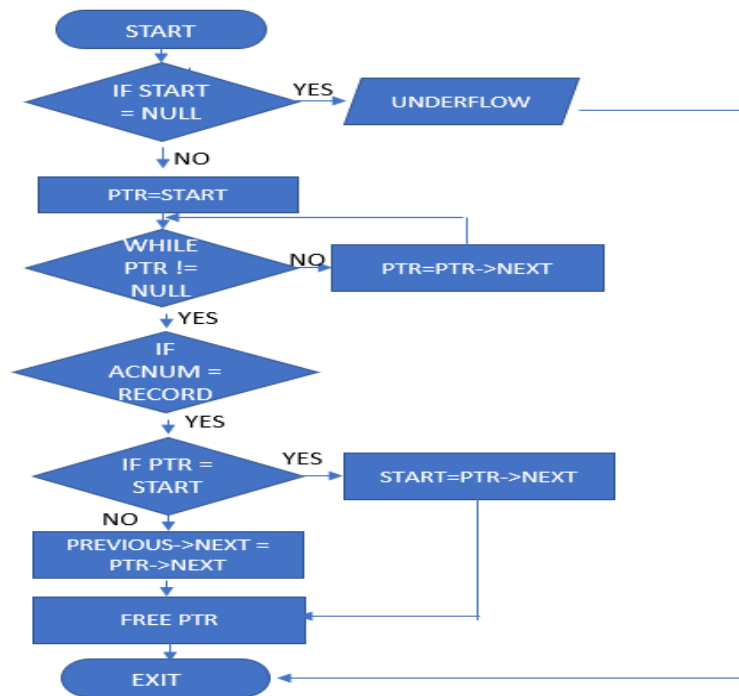 START
IF START
= NULL
YES
UNDERFLOW
NO
PTR=START
WHILE
PTR !=
NULL
NO
PTR=PTR->NEXT
YES
IF
ACNUM =
RECORD
YES
IF PTR =
START
YES
START=PTR->NEXT
NO
PREVIOUS->NEXT =
PTR->NEXT
FREE PTR
EXIT